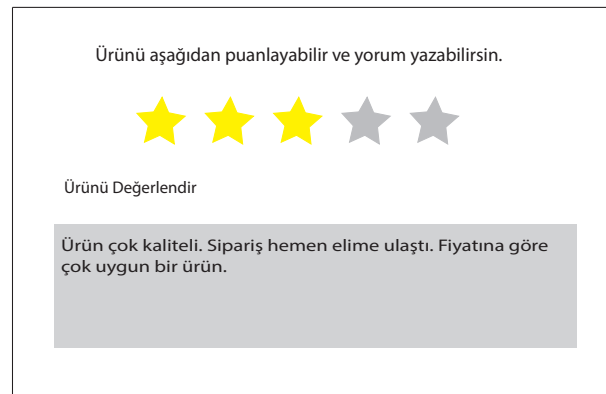 Ürünü aşağıdan puanlayabilir ve yorum yazabilirsin.
Ürünü Değerlendir
Ürün çok kaliteli. Sipariş hemen elime ulaştı. Fiyatına göre
çok uygun bir ürün.